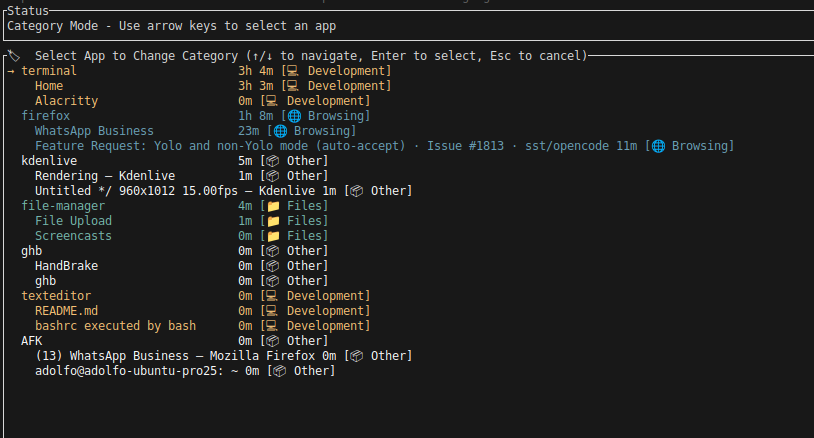 Status
Category Mode - Use arrow keys to select an app
🏷 Select App to Change Category (↑/↓ to navigate, Enter to select, Esc to cancel)
→ terminal 3h 4m [💻 Development]
Home 3h 3m [💻 Development]
Alacritty 0m [💻 Development]
firefox 1h 8m [🌐 Browsing]
WhatsApp Business 23m [🌐 Browsing]
Feature Request: Yolo and non-Yolo mode (auto-accept) · Issue #1813 · sst/opencode 11m [🌐 Browsing]
kdenlive 5m [📦 Other]
Rendering — Kdenlive 1m [📦 Other]
Untitled */ 960x1012 15.00fps — Kdenlive 1m [📦 Other]
file-manager 4m [📁 Files]
File Upload 1m [📁 Files]
Screencasts 0m [📁 Files]
ghb 0m [📦 Other]
HandBrake 0m [📦 Other]
ghb 0m [📦 Other]
texteditor 0m [💻 Development]
README.md 0m [💻 Development]
bashrc executed by bash 0m [💻 Development]
AFK 0m [📦 Other]
(13) WhatsApp Business — Mozilla Firefox 0m [📦 Other]
adolfo@adolfo-ubuntu-pro25: ~ 0m [📦 Other]